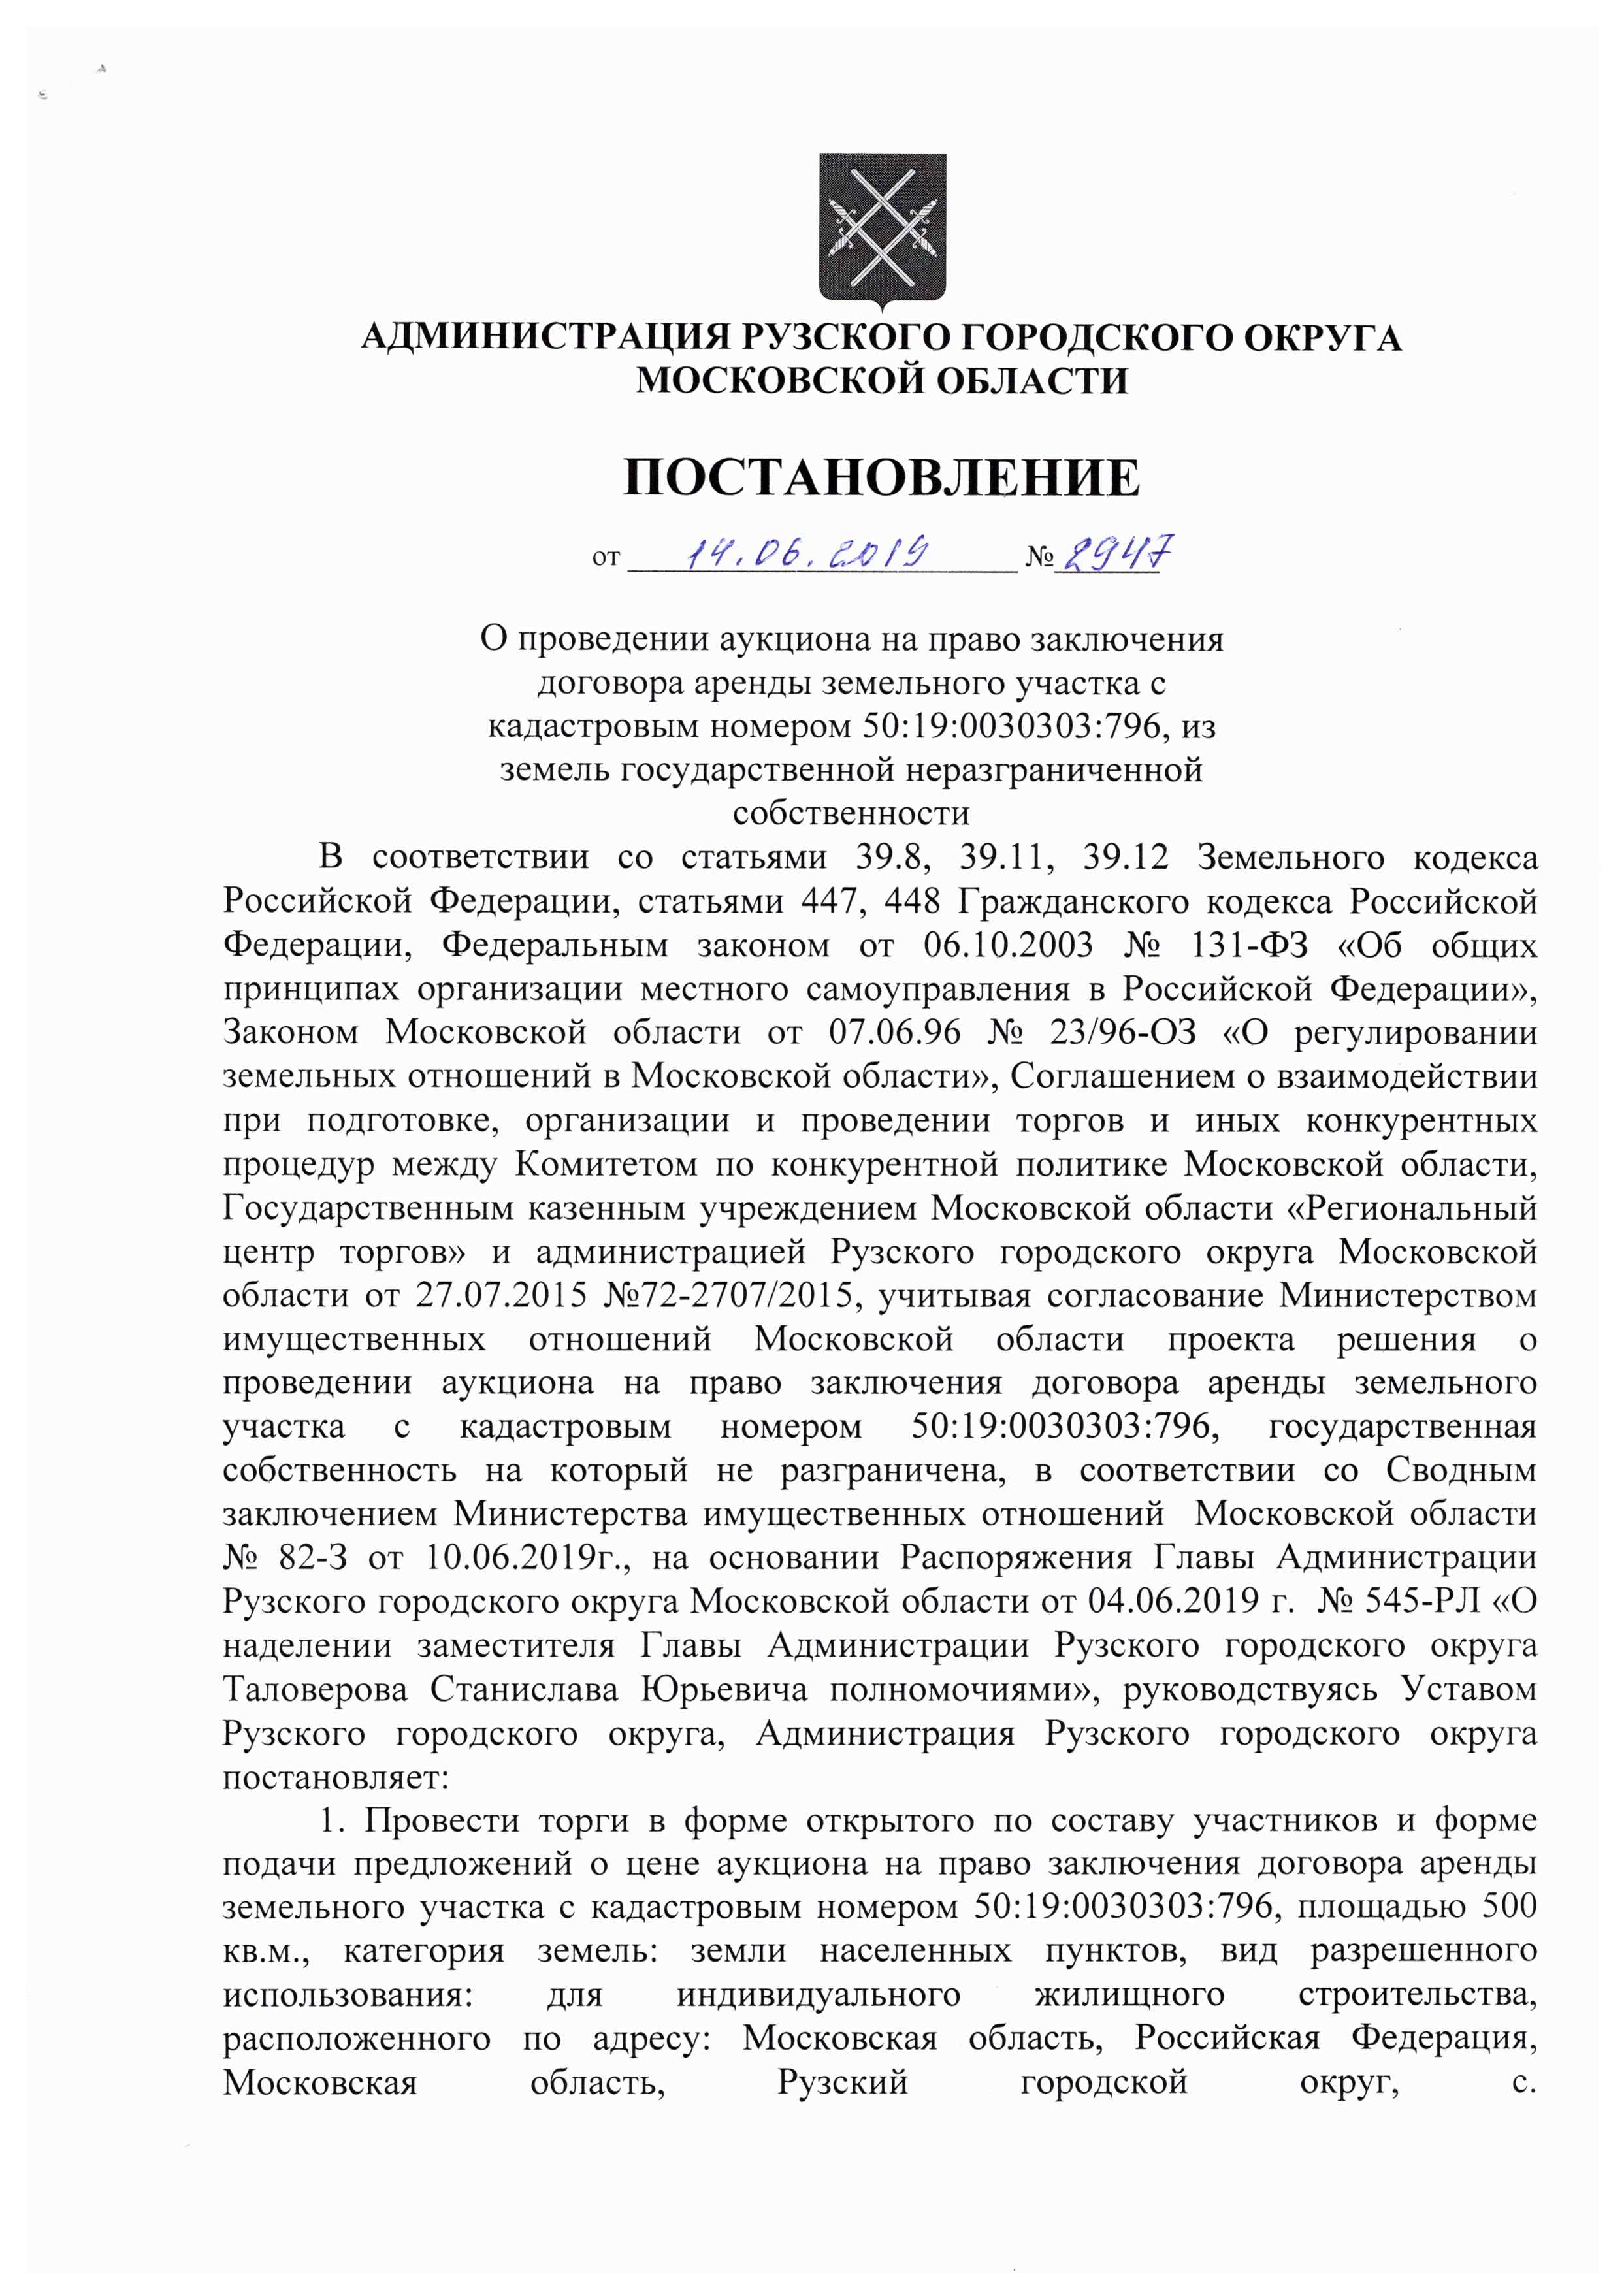 АДМИНИСТРАЦИЯ РУЗСКОГО ГОРОДСКОГО ОКРУГА
МОСКОВСКОЙ ОБЛАСТИ
ПОСТАНОВЛЕНИЕ
от 14.06.2019 № 2947
О проведении аукциона на право заключения
договора аренды земельного участка с
кадастровым номером 50:19:0030303:796, из
земель государственной неразграниченной
собственности
В соответствии со статьями 39.8, 39.11, 39.12 Земельного кодекса
Российской Федерации, статьями 447, 448 Гражданского кодекса Российской
Федерации, Федеральным законом от 06.10.2003 № 131-ФЗ «Об общих
принципах организации местного самоуправления в Российской Федерации»,
Законом Московской области от 07.06.96 № 23/96-ОЗ «О регулировании
земельных отношений в Московской области», Соглашением о взаимодействии
при подготовке, организации и проведении торгов и иных конкурентных
процедур между Комитетом по конкурентной политике Московской области,
Государственным казенным учреждением Московской области «Региональный
центр торгов» и администрацией Рузского городского округа Московской
области от 27.07.2015 №72-2707/2015, учитывая согласование Министерством
имущественных отношений Московской области проекта решения о
проведении аукциона на право заключения договора аренды земельного
участка с кадастровым номером 50:19:0030303:796, государственная
собственность на который не разграничена, в соответствии со Сводным
заключением Министерства имущественных отношений Московской области
№ 82-З от 10.06.2019г., на основании Распоряжения Главы Администрации
Рузского городского округа Московской области от 04.06.2019 г. № 545-РЛ «О
наделении заместителя Главы Администрации Рузского городского округа
Таловерова Станислава Юрьевича полномочиями», руководствуясь Уставом
Рузского городского округа, Администрация Рузского городского округа
постановляет:
1. Провести торги в форме открытого по составу участников и форме
подачи предложений о цене аукциона на право заключения договора аренды
земельного участка с кадастровым номером 50:19:0030303:796, площадью 500
кв.м., категория земель: земли населенных пунктов, вид разрешенного
использования: для индивидуального жилищного строительства,
расположенного по адресу: Московская область, Российская Федерация,
Московская область, Рузский городской округ, с.